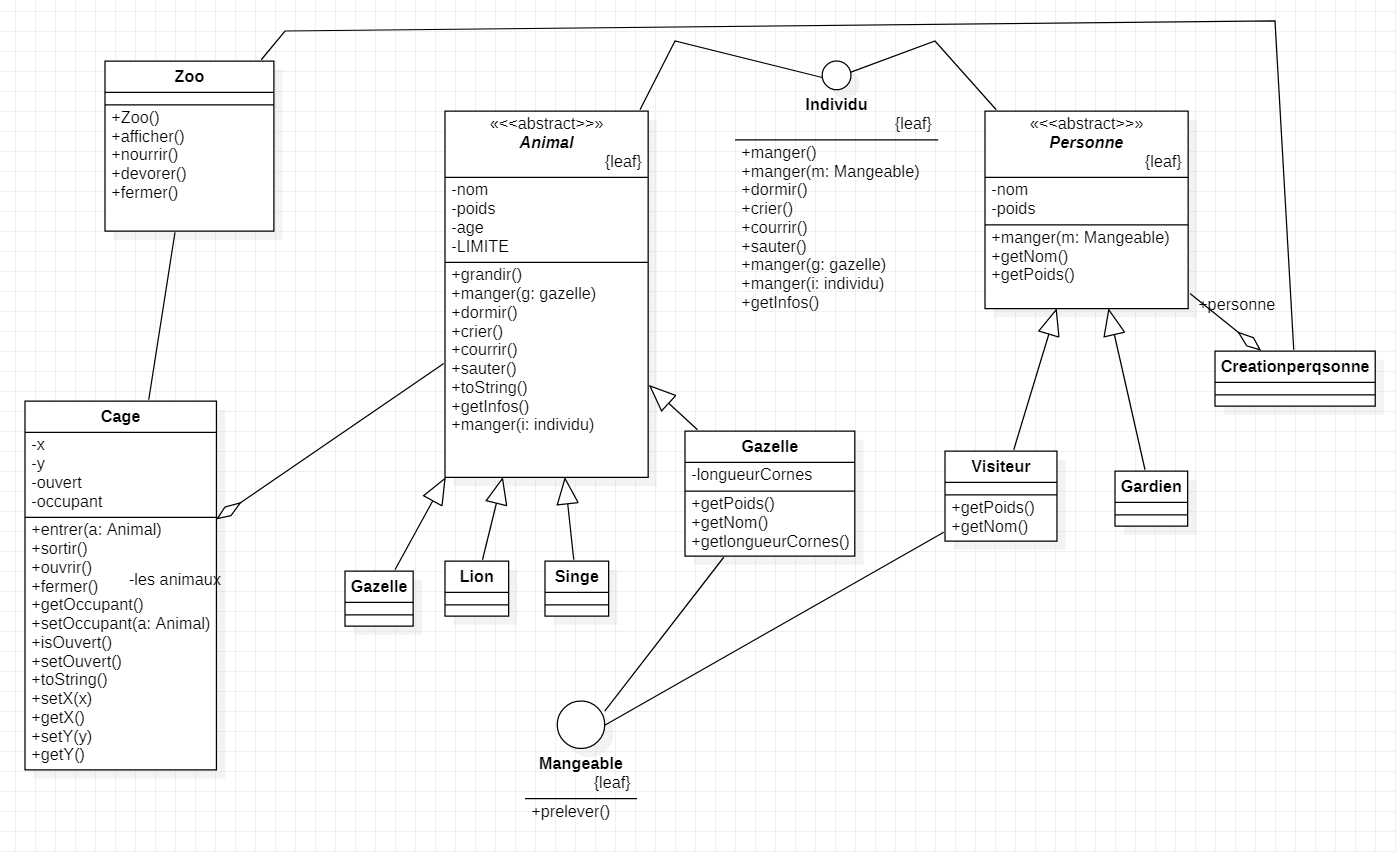 Zoo
+Zoo()
+afficher()
+nourrir()
+devorer()
+fermer()
«<<abstract>>»
Animal
{leaf}
-nom
-poids
-age
-LIMITE
+grandir()
+manger(g: gazelle)
+dormir()
+crier()
+courrir()
+sauter()
+toString()
+getInfos()
+manger(i: individu)
Individu
{leaf}
+manger()
+manger(m: Mangeable)
+dormir()
+crier()
+courrir()
+sauter()
+manger(g: gazelle)
+manger(i: individu)
+getInfos()
«<<abstract>>»
Personne
{leaf}
-nom
-poids
+manger(m: Mangeable)
+getNom()
+getPoids()
+personne
Creationperqsonne
Cage
-x
-y
-ouvert
-occupant
+entrer(a: Animal)
+sortir()
+ouvrir()
+fermer()
-les animaux
+getOccupant()
+setOccupant(a: Animal)
+isOuvert()
+setOuvert()
+toString()
+setX(x)
+getX()
+setY(y)
+getY()
Gazelle
-longueurCornes
+getPoids()
+getNom()
+getlongueurCornes()
Visiteur
+getPoids()
+getNom()
Gardien
Gazelle
Lion
Singe
Mangeable
{leaf}
+prelever()